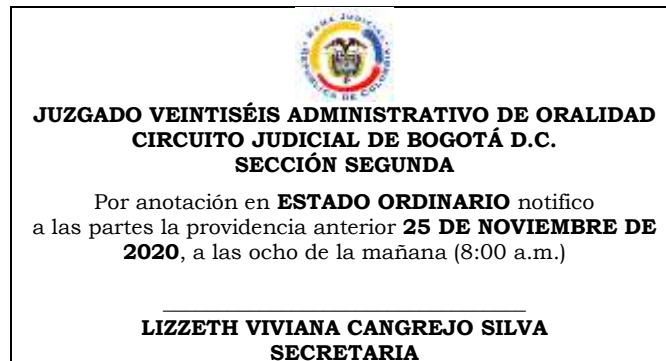 JUZGADO VEINTISÉIS ADMINISTRATIVO DE ORALIDAD
CIRCUITO JUDICIAL DE BOGOTÁ D.C.
SECCIÓN SEGUNDA
Por anotación en ESTADO ORDINARIO notifico
a las partes la providencia anterior 25 DE NOVIEMBRE DE
2020, a las ocho de la mañana (8:00 a.m.)
LIZZETH VIVIANA CANGREJO SILVA
SECRETARIA